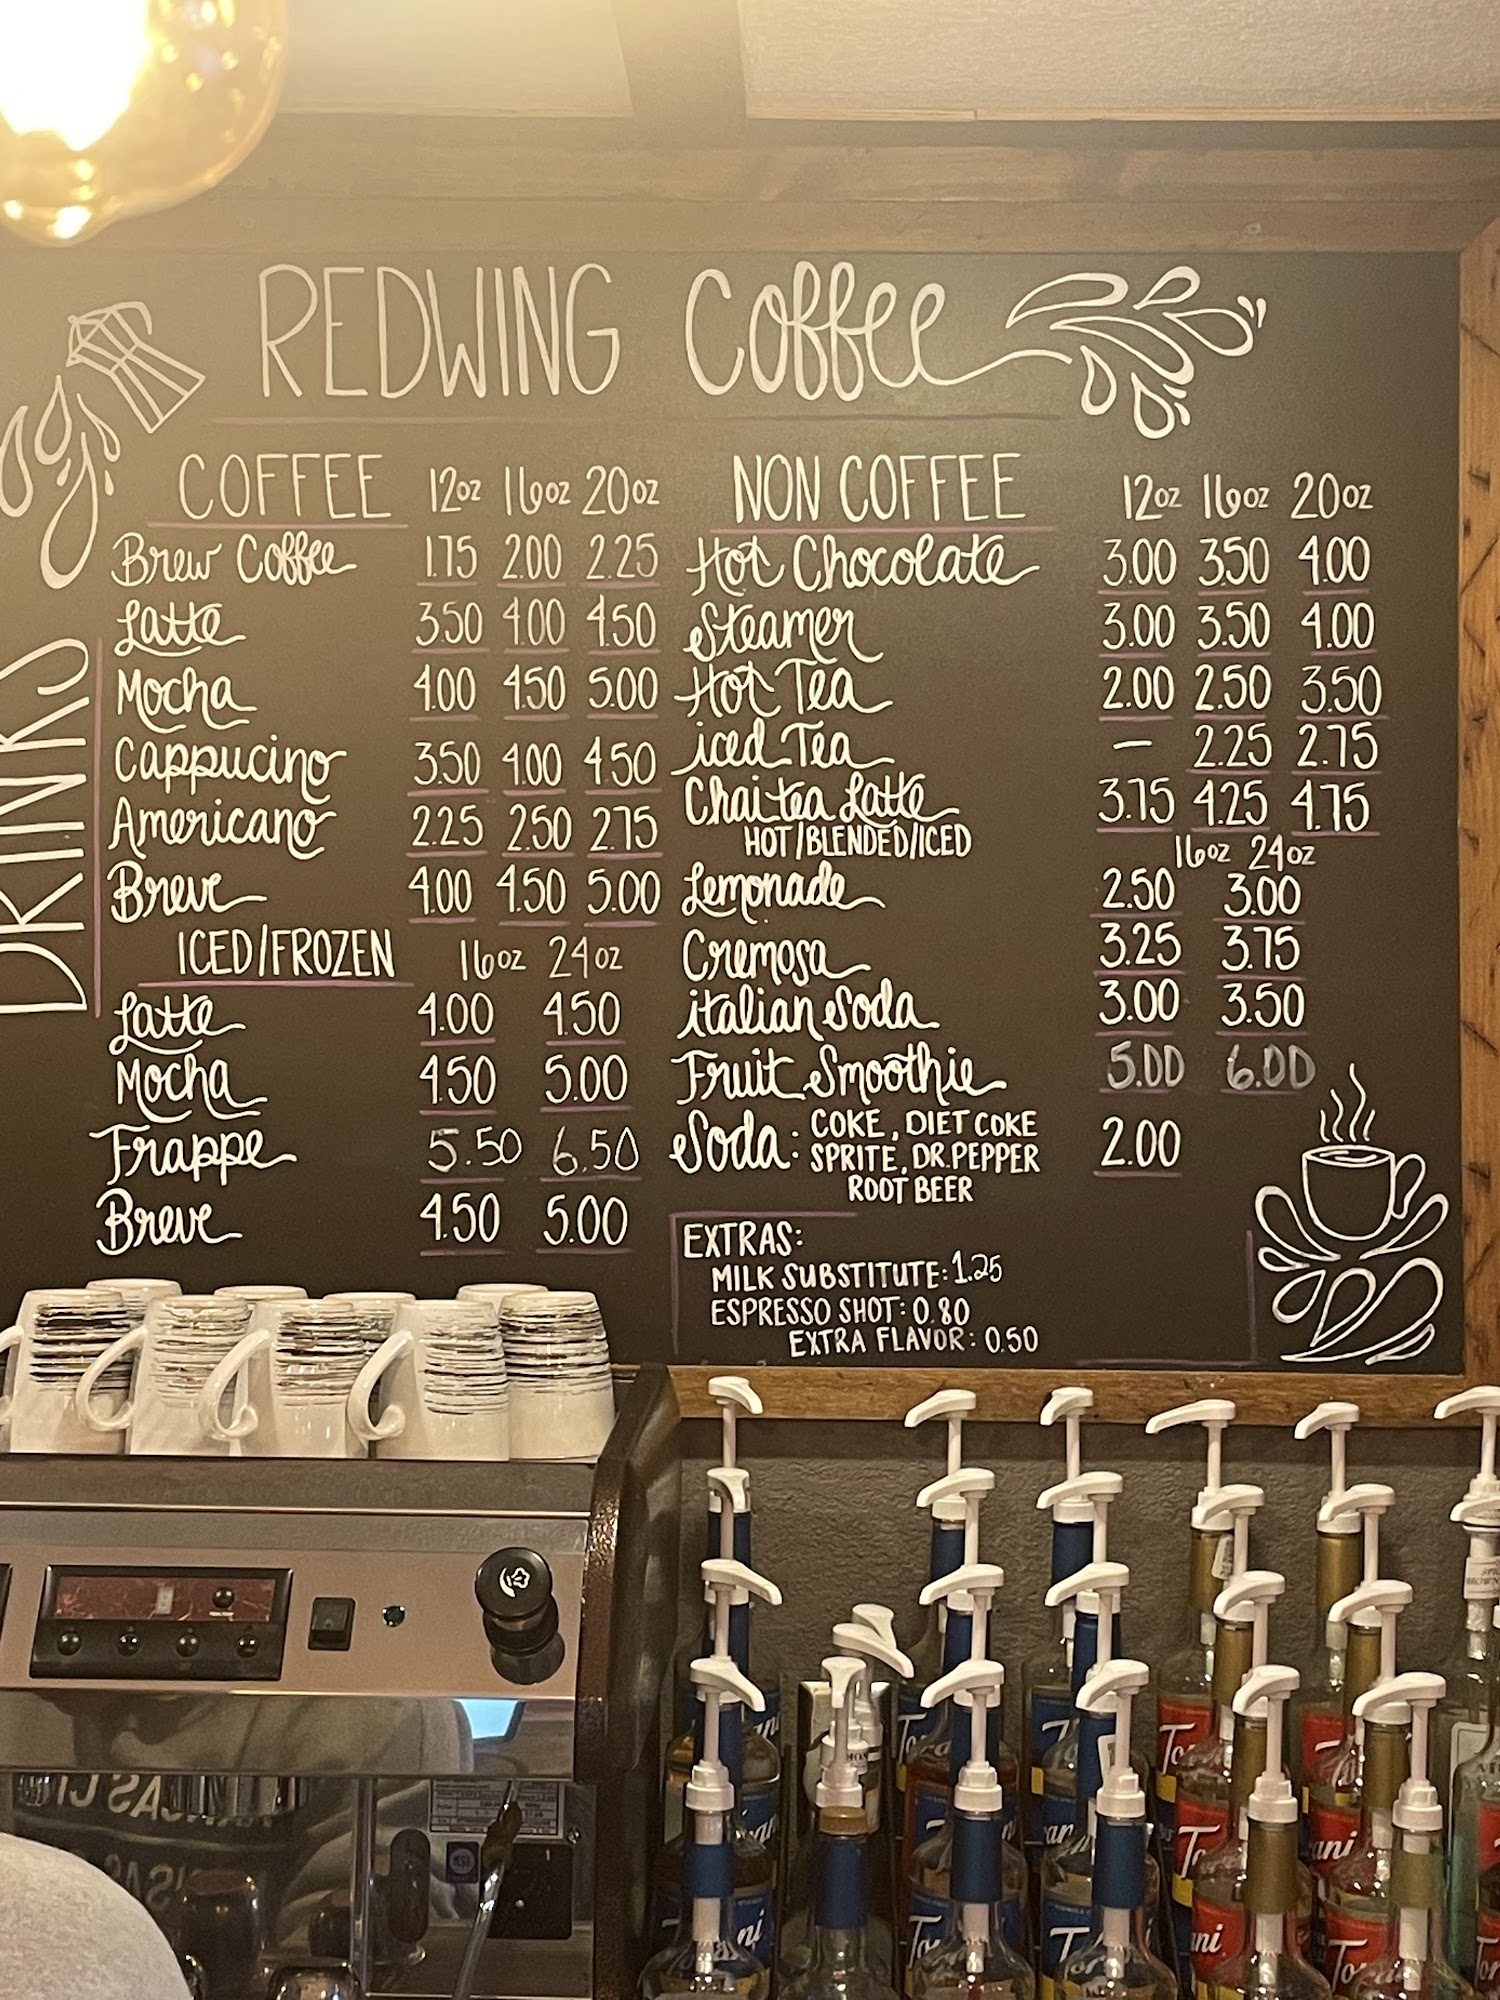 REDWING Coffee
DRINKS
COFFEE 12oz 16oz 20oz
Brew Coffee 1.75 2.00 2.25
Latte 3.50 4.00 4.50
Mocha 4.00 4.50 5.00
Cappucino 3.50 4.00 4.50
Americano 2.25 2.50 2.75
Breve 4.00 4.50 5.00
ICED/FROZEN 16oz 24oz
Latte 4.00 4.50
Mocha 4.50 5.00
Frappe 5.50 6.50
Breve 4.50 5.00
NON COFFEE 12oz 16oz 20oz
Hot Chocolate 3.00 3.50 4.00
Steamer 3.00 3.50 4.00
Hot Tea 2.00 2.50 3.50
iced Tea — 2.25 2.75
Chai tea Latte 3.75 4.25 4.75
HOT/BLENDED/ICED
16oz 24oz
Lemonade 2.50 3.00
Cremosa 3.25 3.75
italian Soda 3.00 3.50
Fruit Smoothie 5.00 6.00
Soda: COKE, DIET COKE 2.00
SPRITE, DR. PEPPER
ROOT BEER
EXTRAS:
MILK SUBSTITUTE: 1.25
ESPRESSO SHOT: 0.80
EXTRA FLAVOR: 0.50